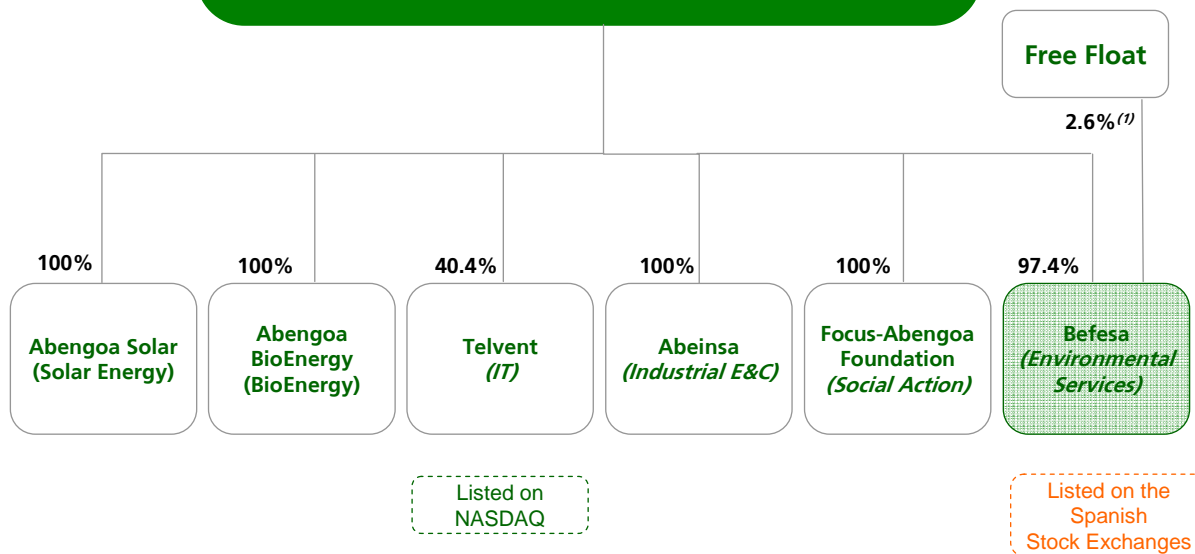 Free Float
2.6%(1)
100%
100%
40.4%
100%
100%
97.4%
Abengoa Solar
(Solar Energy)
Abengoa
BioEnergy
(BioEnergy)
Telvent
(IT)
Abeinsa
(Industrial E&C)
Focus-Abengoa
Foundation
(Social Action)
Befesa
(Environmental
Services)
Listed on
NASDAQ
Listed on the
Spanish
Stock Exchanges